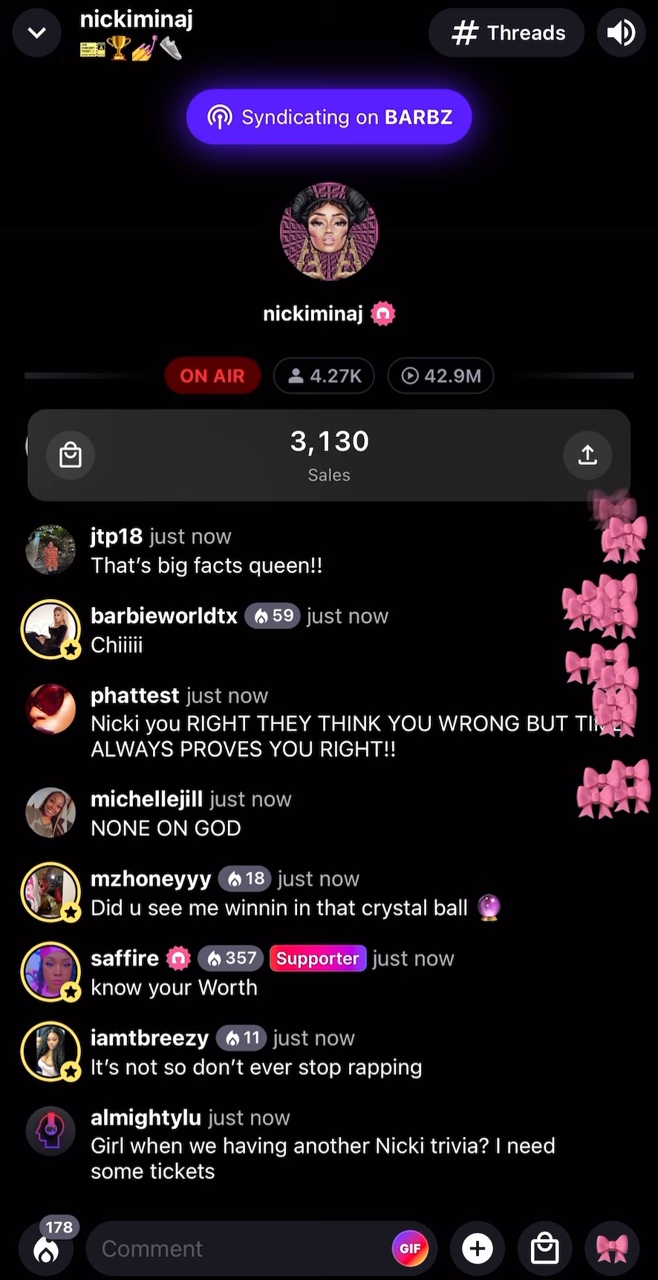 nickiminaj
🎫🏆💅👟
# Threads
Syndicating on BARBZ
nickiminaj
ON AIR 4.27K 42.9M
3,130
Sales
jtp18 just now
That’s big facts queen!!
barbieworldtx 59 just now
Chiiiii
phattest just now
Nicki you RIGHT THEY THINK YOU WRONG BUT TIME
ALWAYS PROVES YOU RIGHT!!
michellejill just now
NONE ON GOD
mzhoneyyy 18 just now
Did u see me winnin in that crystal ball 🔮
saffire 357 Supporter just now
know your Worth
iamtbreezy 11 just now
It’s not so don’t ever stop rapping
almightylu just now
Girl when we having another Nicki trivia? I need
some tickets
178
Comment GIF